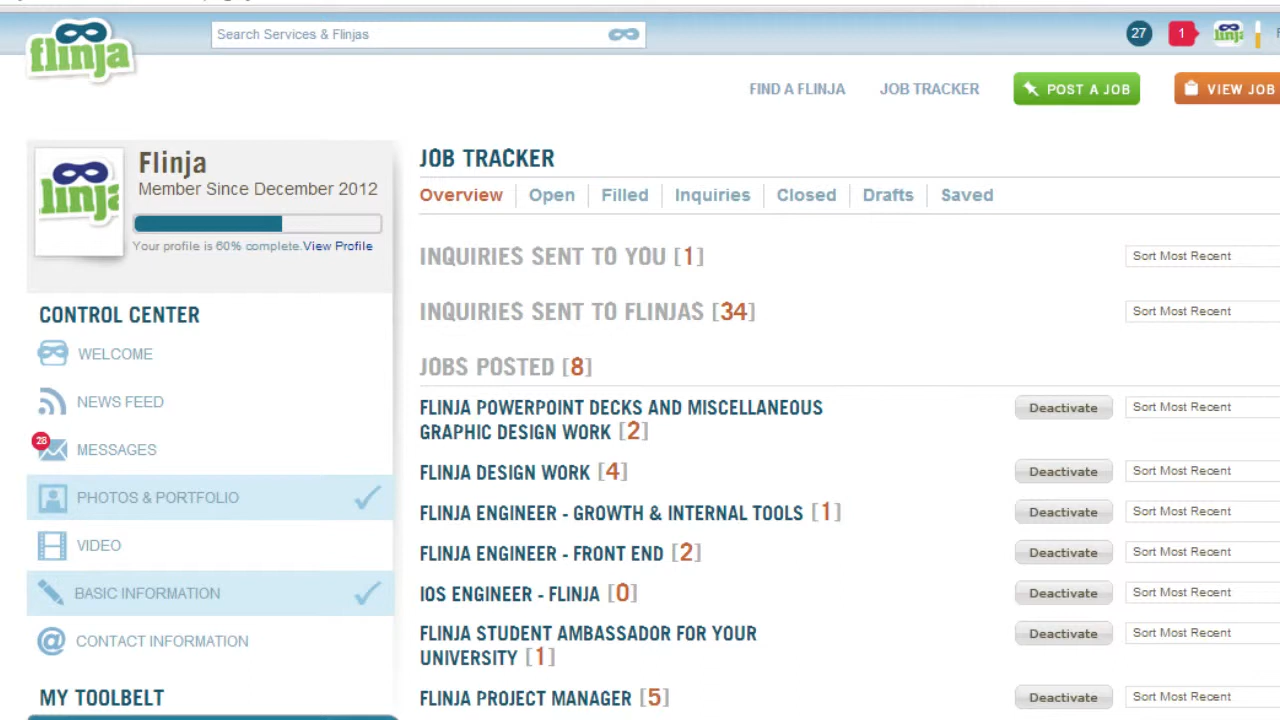 flinja
Search Services & Flinjas
27
1
FIND A FLINJA
JOB TRACKER
POST A JOB
VIEW JOB
linja
Flinja
Member Since December 2012
Your profile is 60% complete.View Profile
CONTROL CENTER
WELCOME
NEWS FEED
28
MESSAGES
PHOTOS & PORTFOLIO
VIDEO
BASIC INFORMATION
CONTACT INFORMATION
MY TOOLBELT
JOB TRACKER
Overview Open Filled Inquiries Closed Drafts Saved
INQUIRIES SENT TO YOU [1]
Sort Most Recent
INQUIRIES SENT TO FLINJAS [34]
Sort Most Recent
JOBS POSTED [8]
FLINJA POWERPOINT DECKS AND MISCELLANEOUS
GRAPHIC DESIGN WORK [2]
Deactivate
Sort Most Recent
FLINJA DESIGN WORK [4]
Deactivate
Sort Most Recent
FLINJA ENGINEER - GROWTH & INTERNAL TOOLS [1]
Deactivate
Sort Most Recent
FLINJA ENGINEER - FRONT END [2]
Deactivate
Sort Most Recent
IOS ENGINEER - FLINJA [0]
Deactivate
Sort Most Recent
FLINJA STUDENT AMBASSADOR FOR YOUR
UNIVERSITY [1]
Deactivate
Sort Most Recent
FLINJA PROJECT MANAGER [5]
Deactivate
Sort Most Recent